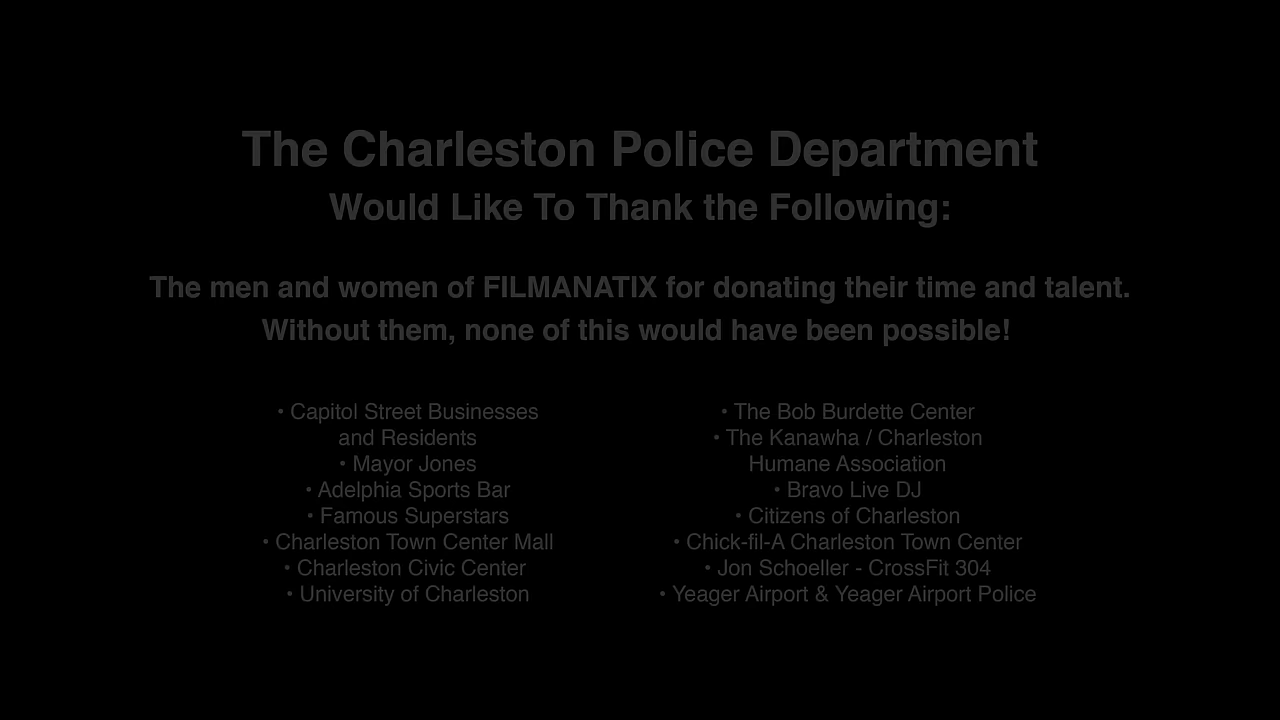 The Charleston Police Department
Would Like To Thank the Following:
The men and women of FILMANATIX for donating their time and talent.
Without them, none of this would have been possible!
• Capitol Street Businesses
and Residents
• Mayor Jones
• Adelphia Sports Bar
• Famous Superstars
• Charleston Town Center Mall
• Charleston Civic Center
• University of Charleston
• The Bob Burdette Center
• The Kanawha / Charleston
Humane Association
• Bravo Live DJ
• Citizens of Charleston
• Chick-fil-A Charleston Town Center
• Jon Schoeller - CrossFit 304
• Yeager Airport & Yeager Airport Police